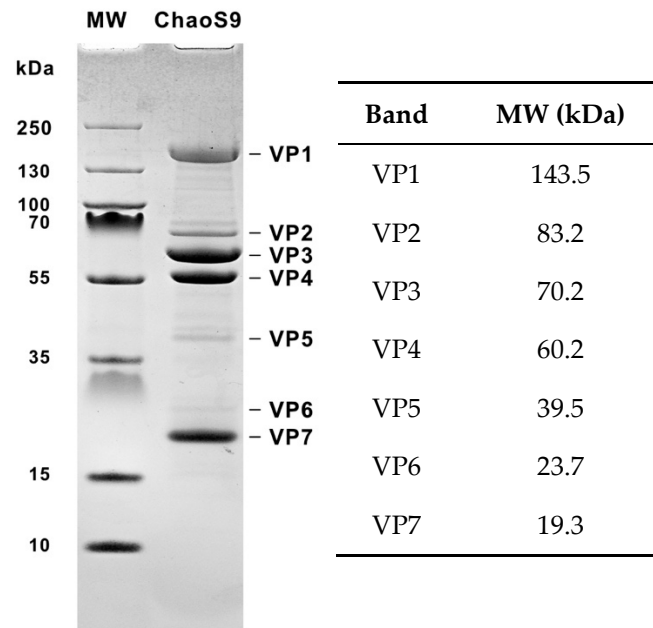 MW ChaoS9
kDa
250
130
100
70
55
35
15
10
VP1
VP2
VP3
VP4
VP5
VP6
VP7
Band MW (kDa)
VP1 143.5
VP2 83.2
VP3 70.2
VP4 60.2
VP5 39.5
VP6 23.7
VP7 19.3